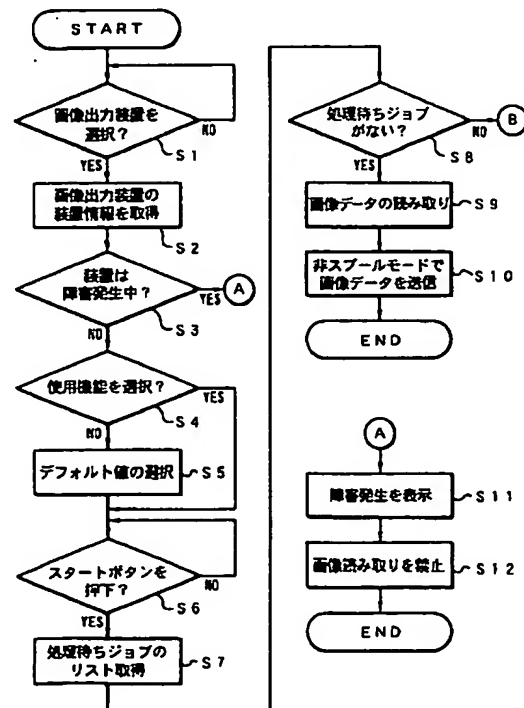 START
画像出力装置を
選択?
NO
S1
YES
画像出力装置の
装置情報を取得
S2
装置は
障害発生中?
YES
A
S3
NO
使用機能を選択?
YES
S4
NO
デフォルト値の選択
S5
スタートボタンを
押下?
NO
S6
YES
処理待ちジョブの
リスト取得
S7
処理待ちジョブ
がない?
NO
B
S8
YES
画像データの読み取り
S9
非スプールモードで
画像データを送信
S10
END
A
障害発生を表示
S11
画像読み取りを禁止
S12
END